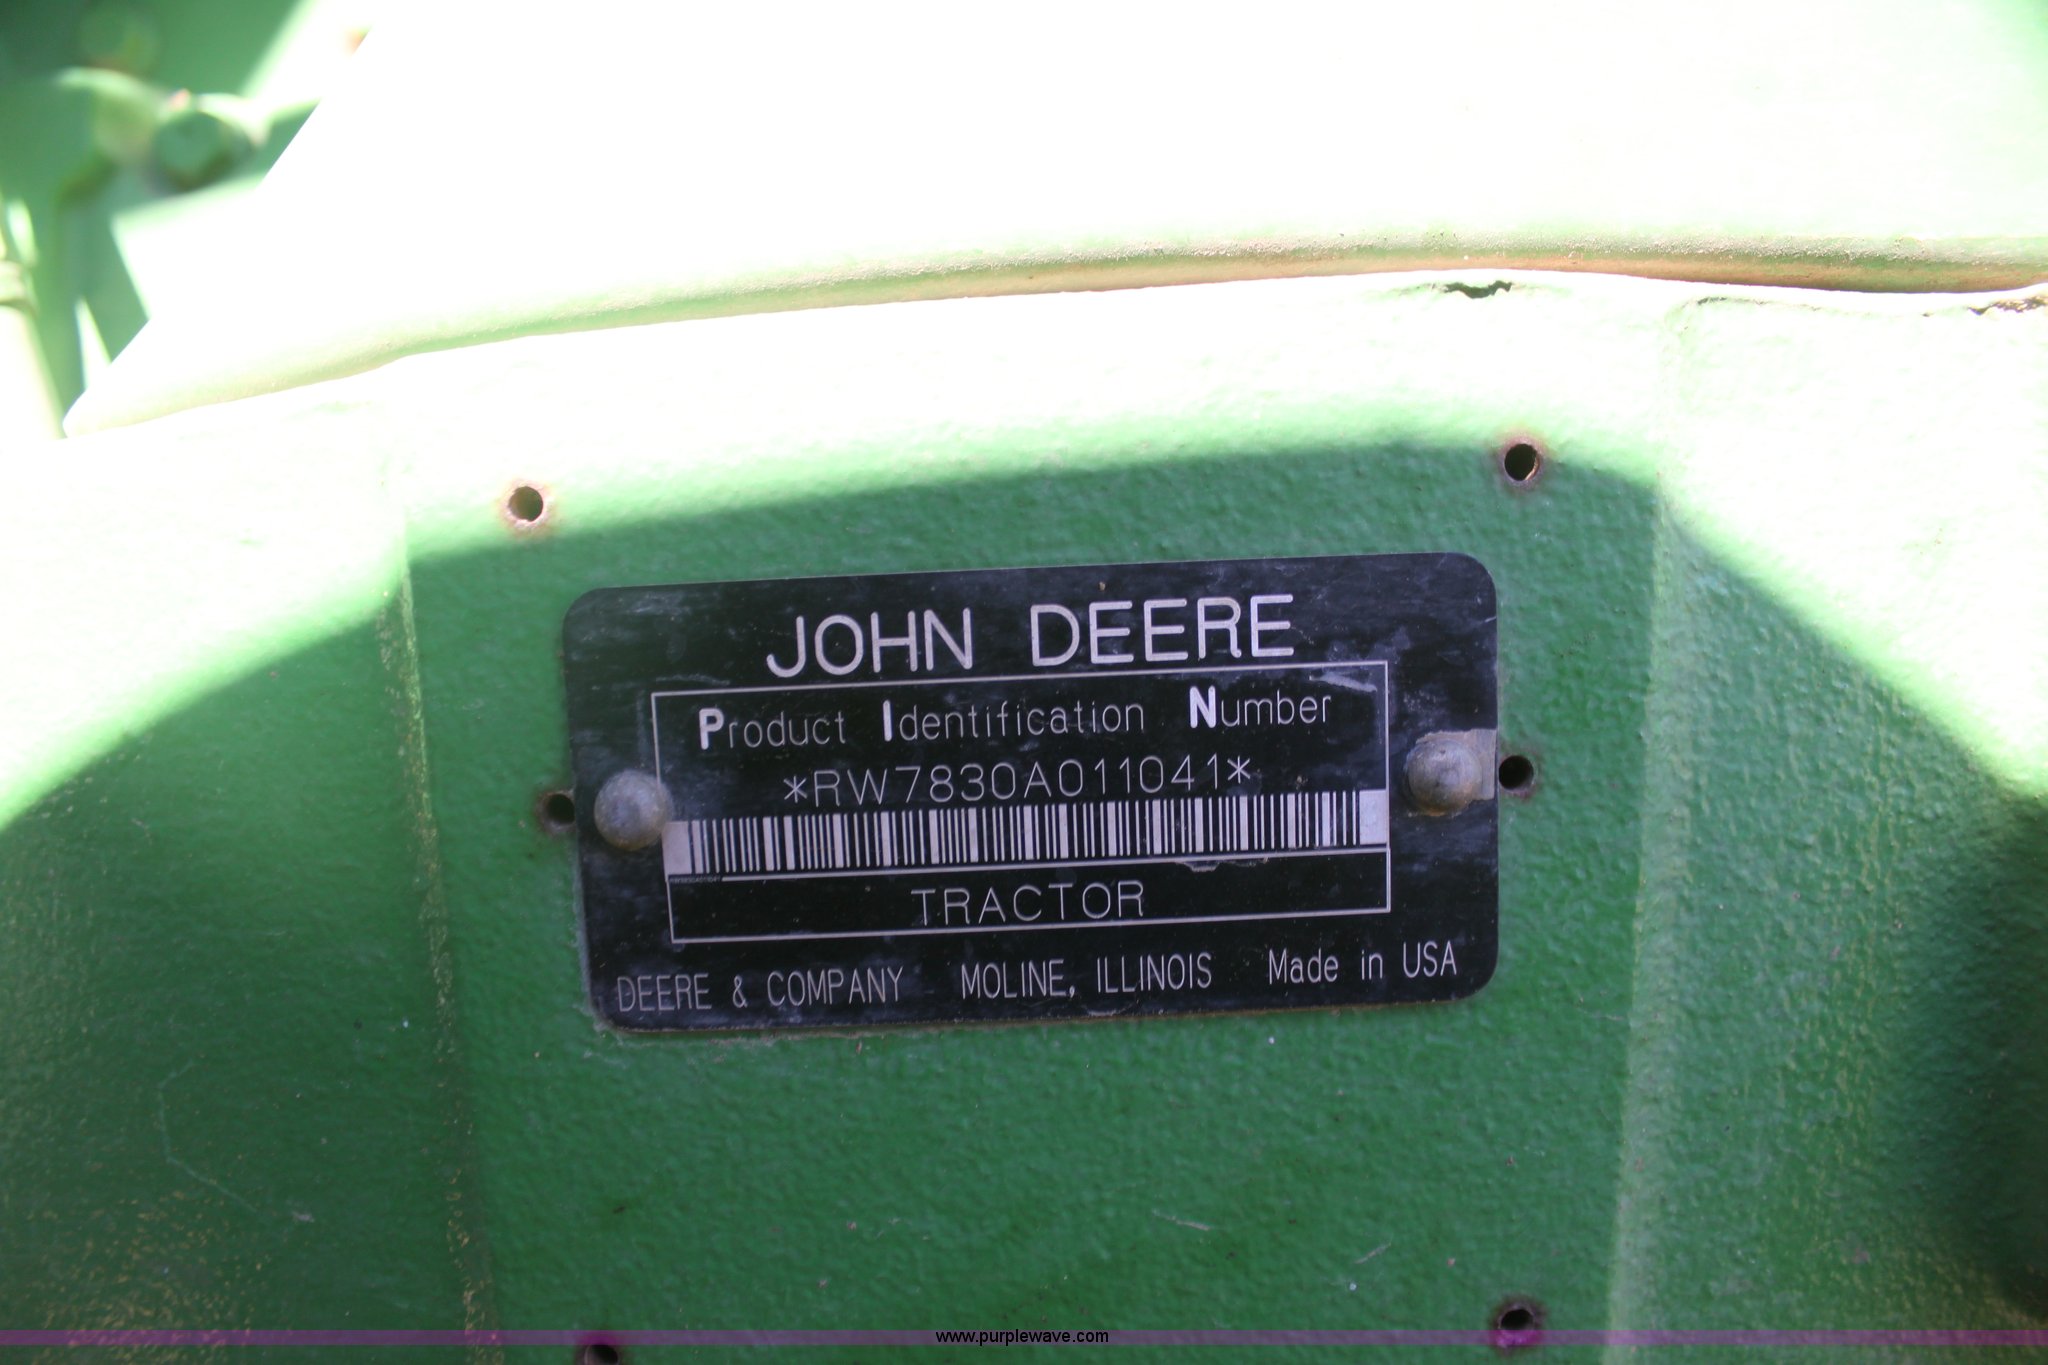 JOHN DEERE
Product Identification Number
*RW7830A011041*
TRACTOR
DEERE & COMPANY MOLINE, ILLINOIS Made in USA
www.purplewave.com